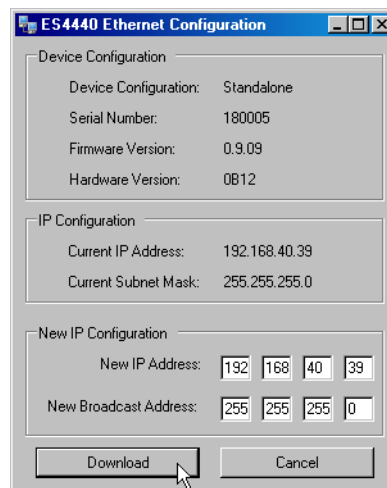 ES4440 Ethernet Configuration
Device Configuration
Device Configuration: Standalone
Serial Number: 180005
Firmware Version: 0.9.09
Hardware Version: 0B12
IP Configuration
Current IP Address: 192.168.40.39
Current Subnet Mask: 255.255.255.0
New IP Configuration
New IP Address: 192 168 40 39
New Broadcast Address: 255 255 255 0
Download Cancel